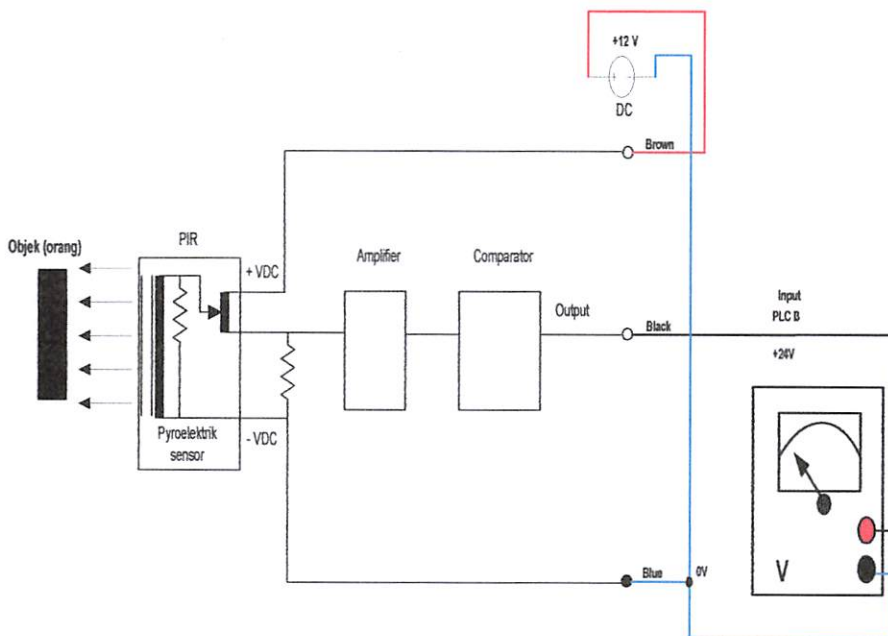 +12 V
DC
Brown
Objek (orang)
PIR
+ VDC
Amplifier
Comparator
Output
Black
Input
PLC B
+24V
Pyroelektrik
sensor
- VDC
Blue
0V
V